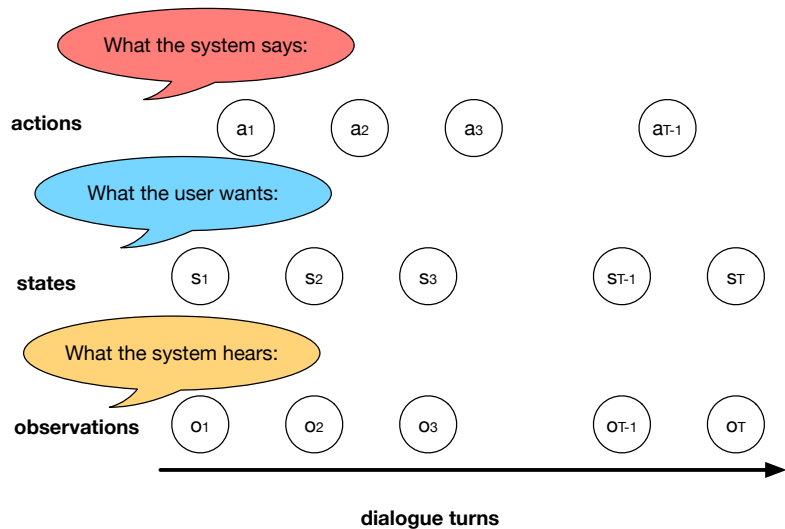 What the system says:
actions
a1 a2 a3 aT-1
What the user wants:
states
s1 s2 s3 sT-1 sT
What the system hears:
observations
o1 o2 o3 oT-1 oT
dialogue turns